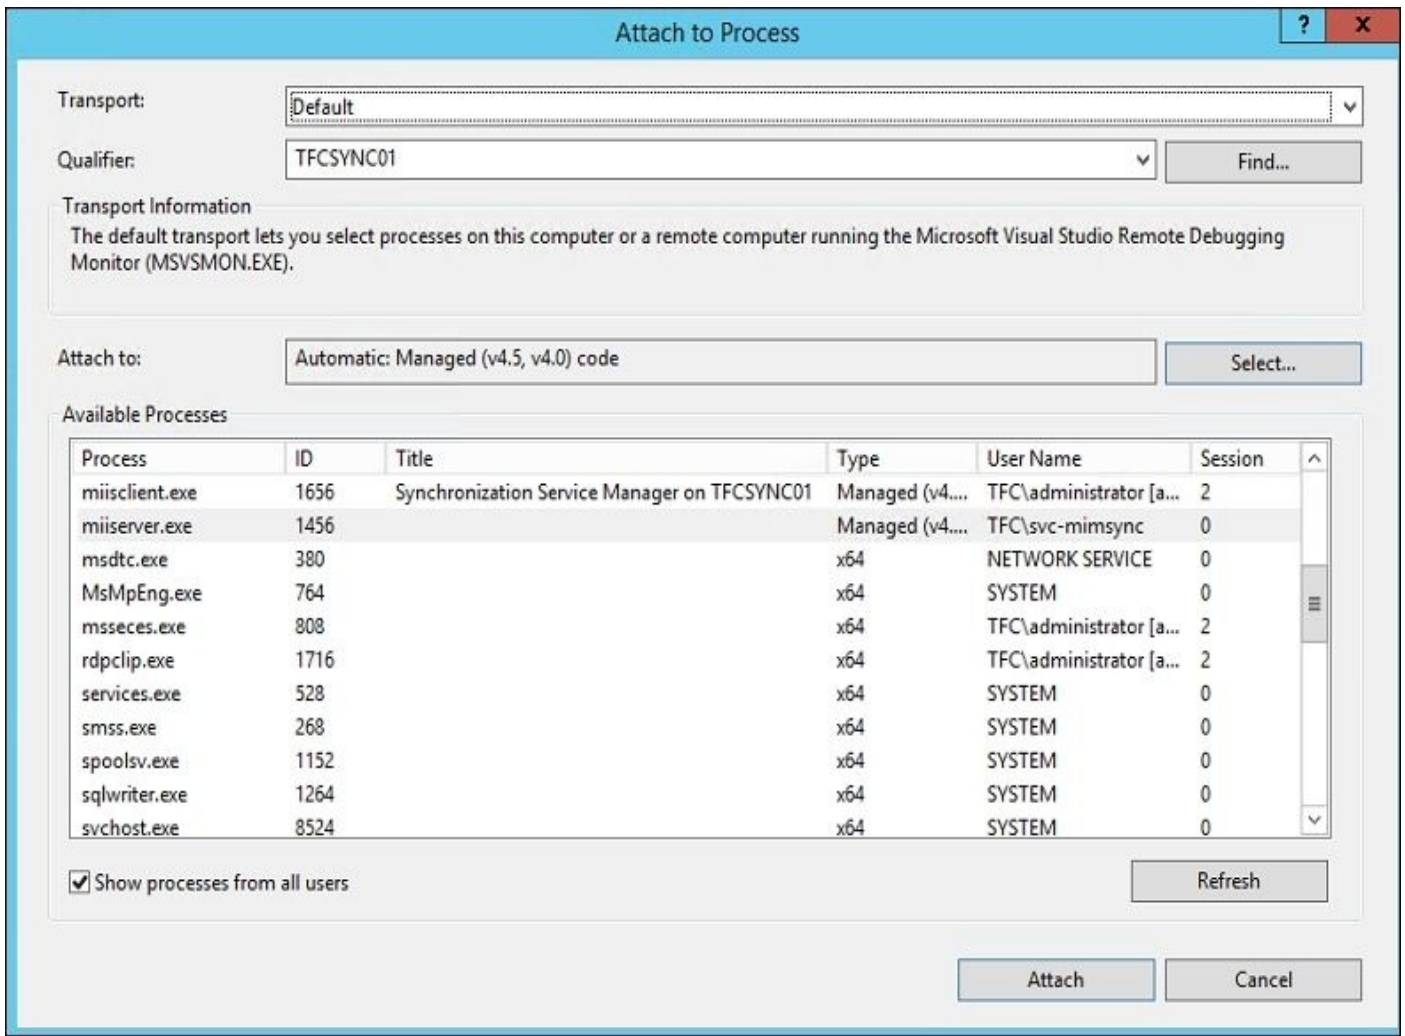 Attach to Process
? X
Transport: Default
Qualifier: TFCSYNC01 Find...
Transport Information
The default transport lets you select processes on this computer or a remote computer running the Microsoft Visual Studio Remote Debugging
Monitor (MSVSMON.EXE).
Attach to: Automatic: Managed (v4.5, v4.0) code Select...
Available Processes
Process ID Title Type User Name Session
miisclient.exe 1656 Synchronization Service Manager on TFCSYNC01 Managed (v4.... TFC\administrator [a... 2
miiserver.exe 1456 Managed (v4.... TFC\svc-mimsync 0
msdtc.exe 380 x64 NETWORK SERVICE 0
MsMpEng.exe 764 x64 SYSTEM 0
msseces.exe 808 x64 TFC\administrator [a... 2
rdpclip.exe 1716 x64 TFC\administrator [a... 2
services.exe 528 x64 SYSTEM 0
smss.exe 268 x64 SYSTEM 0
spoolsv.exe 1152 x64 SYSTEM 0
sqlwriter.exe 1264 x64 SYSTEM 0
svchost.exe 8524 x64 SYSTEM 0
Show processes from all users Refresh
Attach Cancel